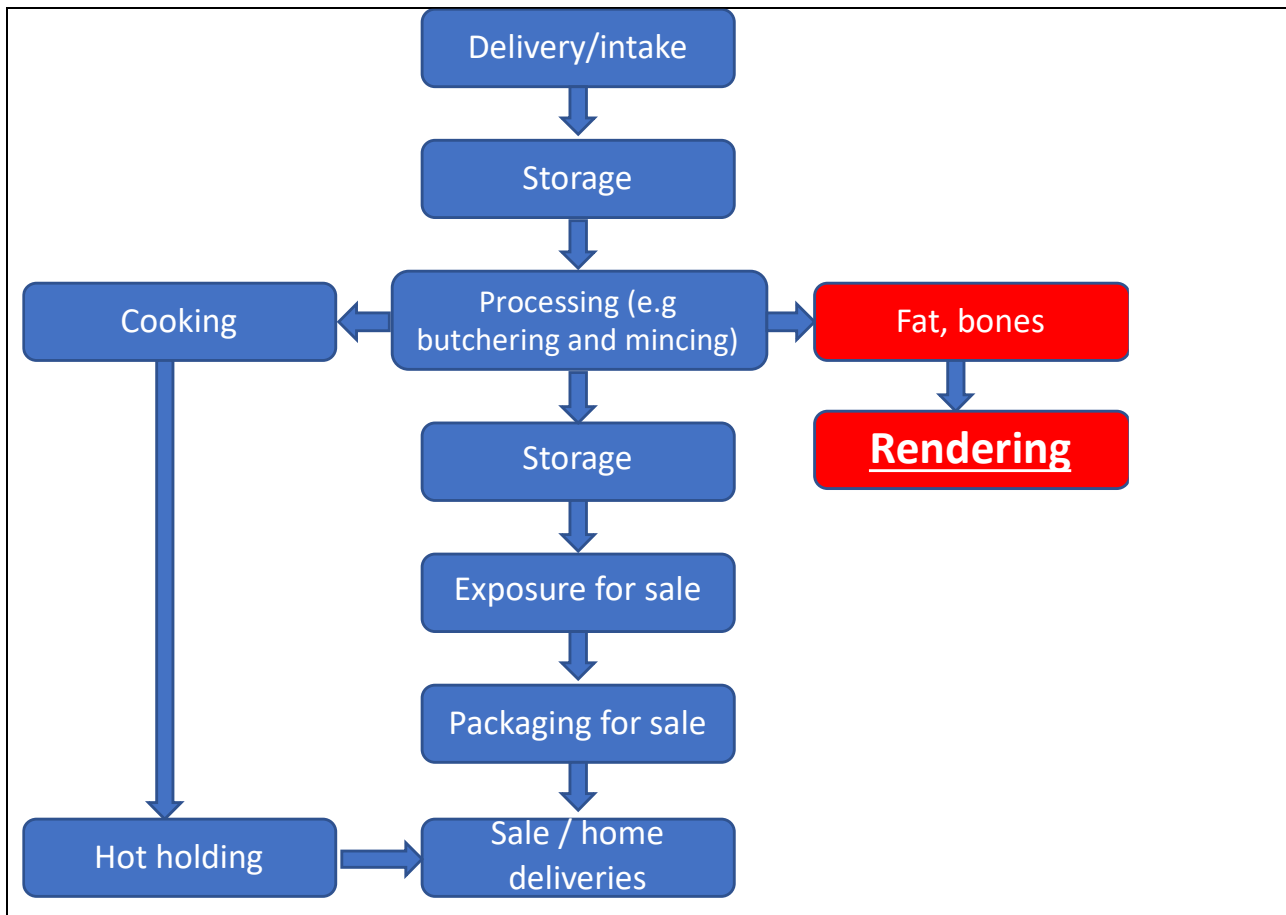 Delivery/intake
Storage
Cooking
Processing (e.g
butchering and mincing)
Fat, bones
Storage
Rendering
Exposure for sale
Packaging for sale
Hot holding
Sale / home
deliveries